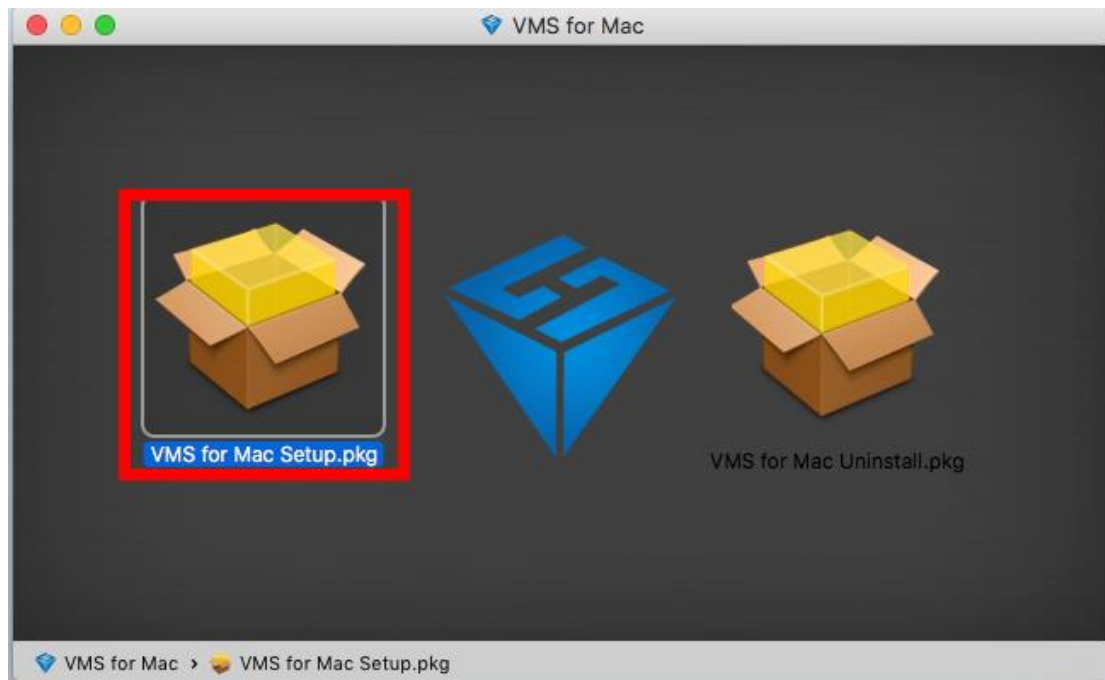 VMS for Mac
VMS for Mac Setup.pkg
VMS for Mac Uninstall.pkg
VMS for Mac › VMS for Mac Setup.pkg